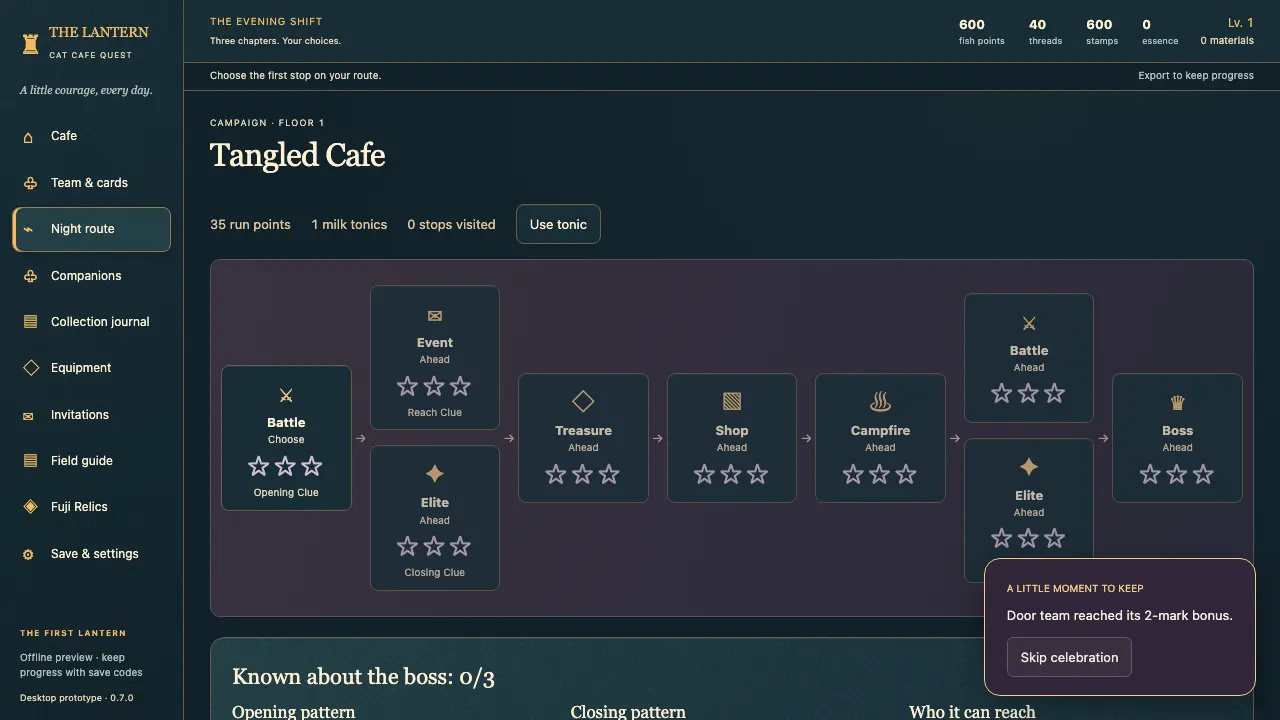 THE LANTERN
CAT CAFE QUEST
A little courage, every day.
Cafe
Team & cards
Night route
Companions
Collection journal
Equipment
Invitations
Field guide
Fuji Relics
Save & settings
THE FIRST LANTERN
Offline preview · keep
progress with save codes
Desktop prototype · 0.7.0
THE EVENING SHIFT
Three chapters. Your choices.
600
fish points
40
threads
600
stamps
0
essence
Lv. 1
0 materials
Choose the first stop on your route.
Export to keep progress
CAMPAIGN · FLOOR 1
Tangled Cafe
35 run points
1 milk tonics
0 stops visited
Use tonic
Battle
Choose
Opening Clue
Event
Ahead
Reach Clue
Elite
Ahead
Closing Clue
Treasure
Ahead
Shop
Ahead
Campfire
Ahead
Battle
Ahead
Elite
Ahead
Boss
Ahead
Known about the boss: 0/3
Opening pattern
Closing pattern
Who it can reach
A LITTLE MOMENT TO KEEP
Door team reached its 2-mark bonus.
Skip celebration